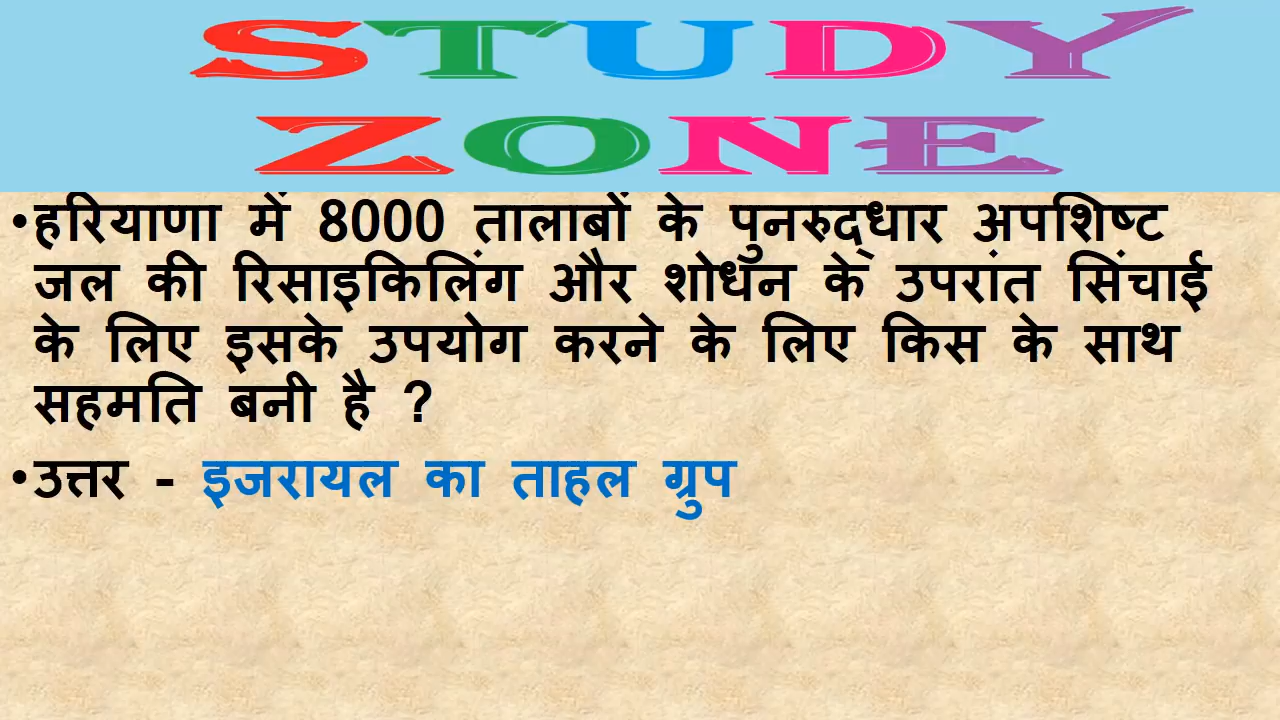 STUDY
ZONE
•हरियाणा में 8000 तालाबों के पुनरुद्धार अपशिष्ट
जल की रिसाइकिलिंग और शोधन के उपरांत सिंचाई
के लिए इसके उपयोग करने के लिए किस के साथ
सहमति बनी है ?
•उत्तर - इजरायल का ताहल ग्रुप